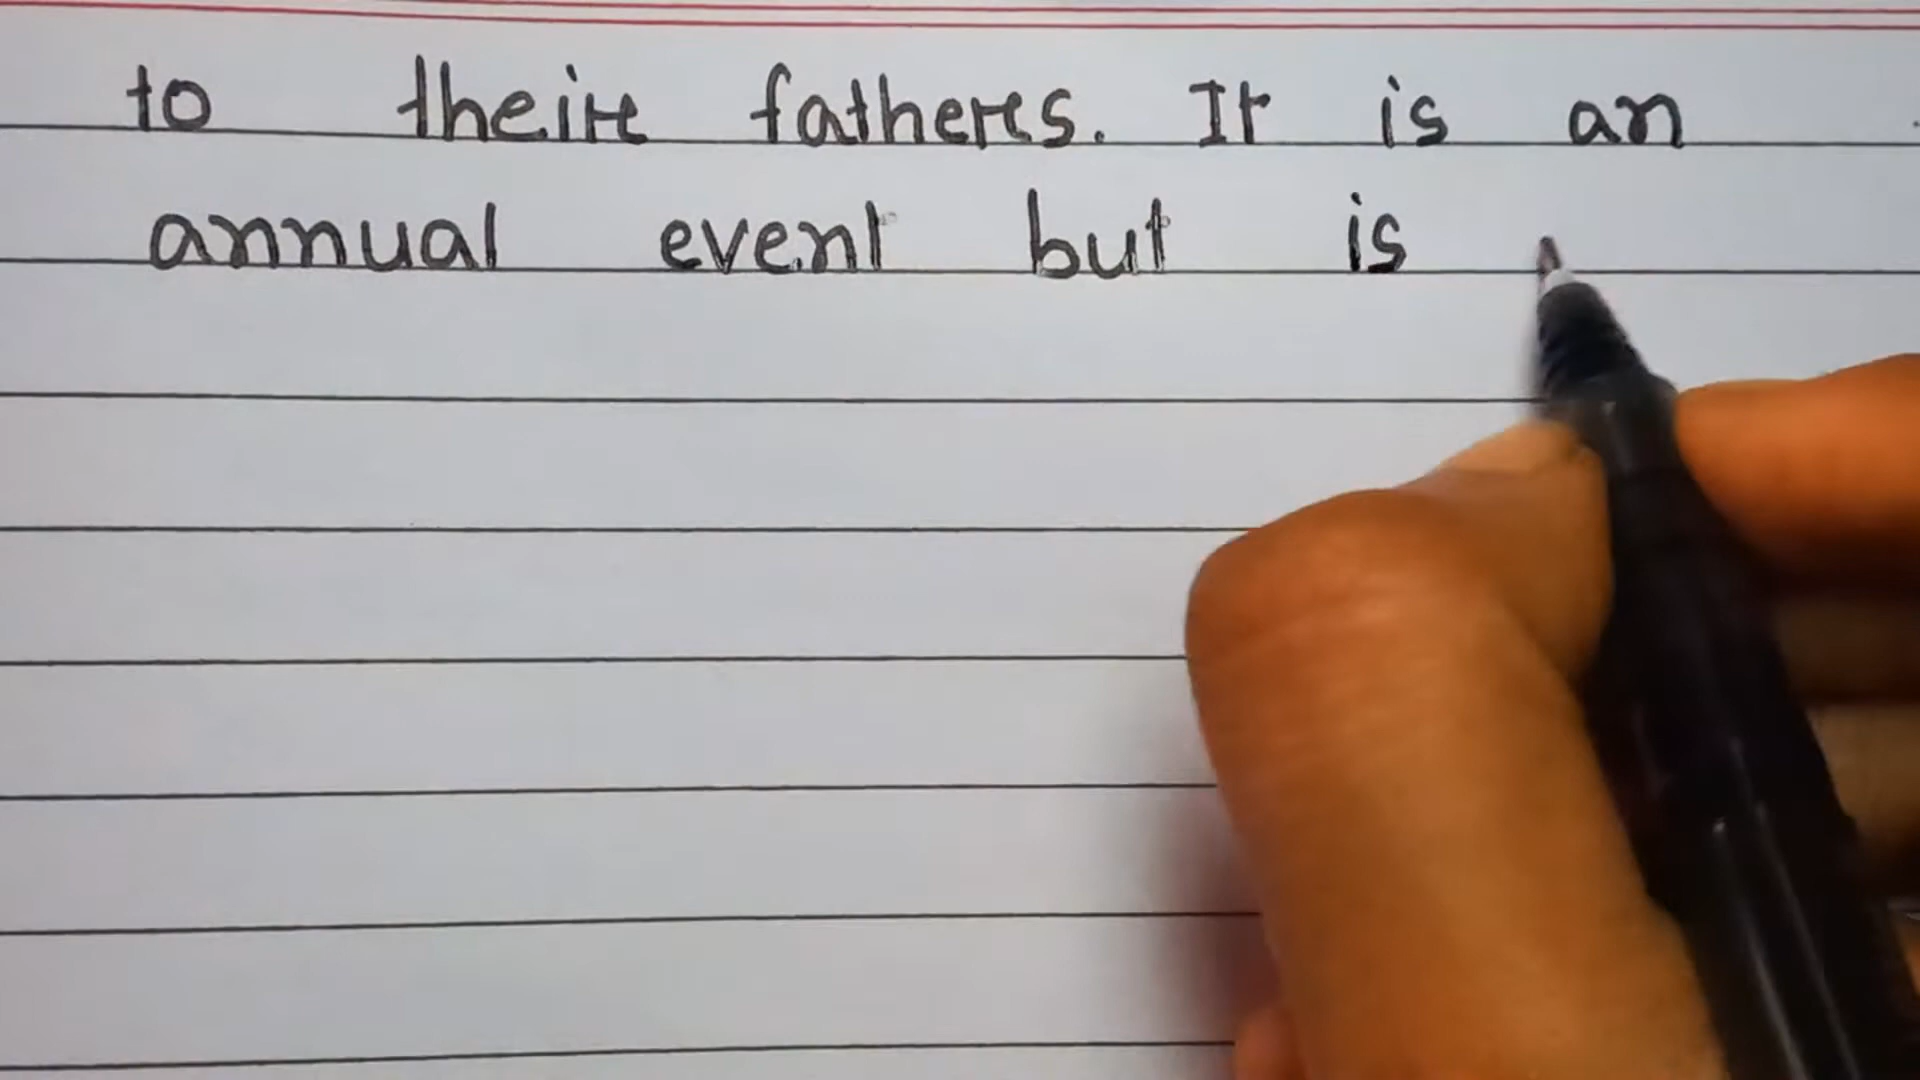 to their fathers. It is an
annual event but is